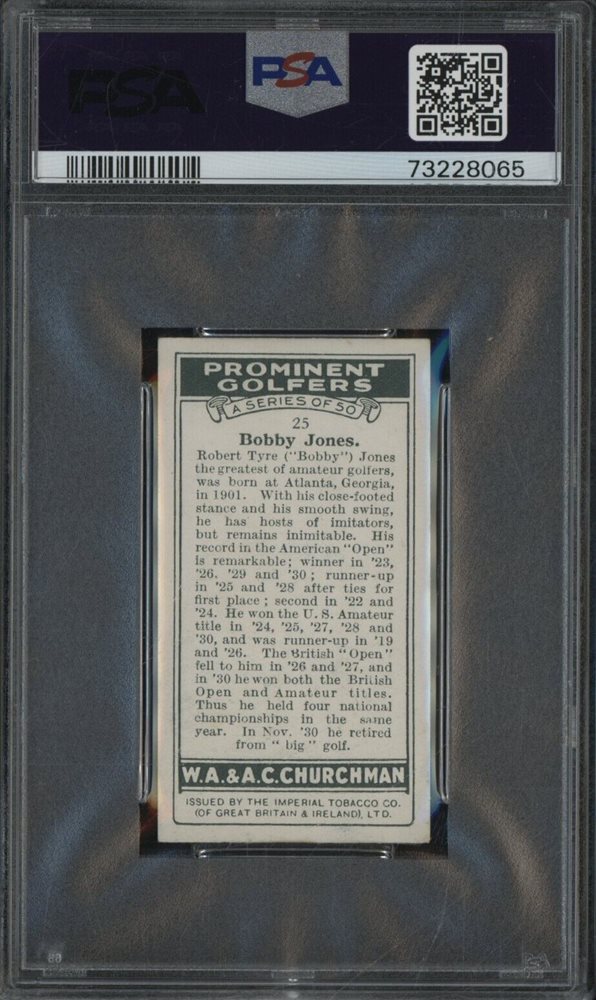 PSA
PSA
73228065
PROMINENT
GOLFERS
A SERIES OF 50
25
Bobby Jones.
Robert Tyre ("Bobby") Jones
the greatest of amateur golfers,
was born at Atlanta, Georgia,
in 1901. With his close-footed
stance and his smooth swing,
he has hosts of imitators,
but remains inimitable. His
record in the American "Open"
is remarkable; winner in '23,
'26, '29 and '30; runner-up
in '25 and '28 after ties for
first place; second in '22 and
'24. He won the U.S. Amateur
title in '24, '25, '27, '28 and
'30, and was runner-up in '19
and '26. The British "Open"
fell to him in '26 and '27, and
in '30 he won both the British
Open and Amateur titles.
Thus he held four national
championships in the same
year. In Nov. '30 he retired
from "big" golf.
W.A. & A.C. CHURCHMAN
ISSUED BY THE IMPERIAL TOBACCO CO.
(OF GREAT BRITAIN & IRELAND), LTD.